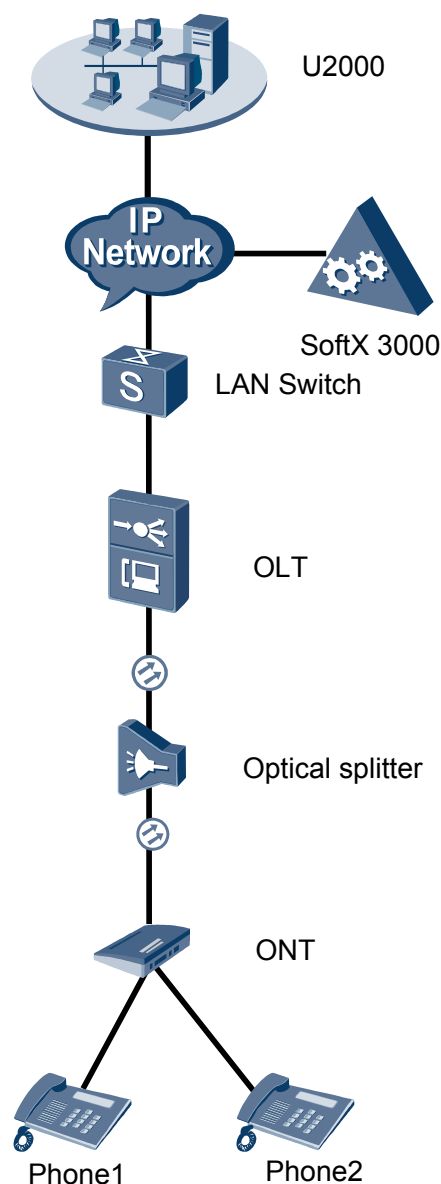 U2000
IP
Network
SoftX 3000
LAN Switch
S
OLT
Optical splitter
ONT
Phone1
Phone2